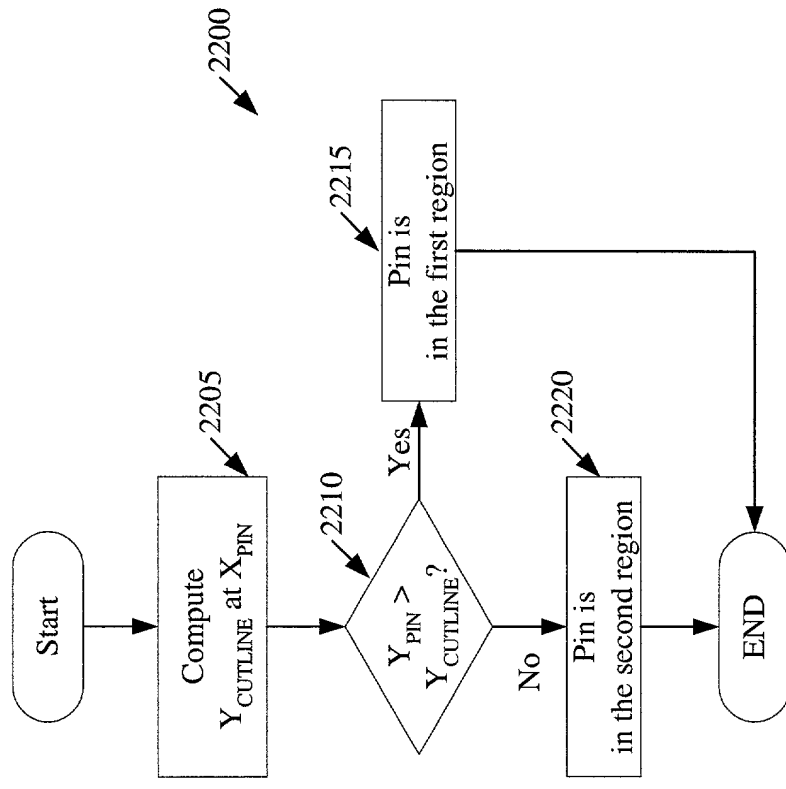 2200
Start
2205
Compute
Y_CUTLINE at X_PIN
2210
Y_PIN >
Y_CUTLINE?
Yes
2215
Pin is
in the first region
No
2220
Pin is
in the second region
END